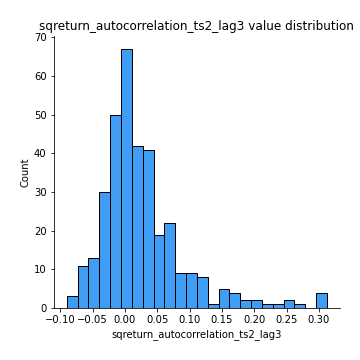 sqreturn_autocorrelation_ts2_lag3 value distribution
70
60
50
40
30
20
10
0
Count
−0.10 −0.05 0.00 0.05 0.10 0.15 0.20 0.25 0.30
sqreturn_autocorrelation_ts2_lag3